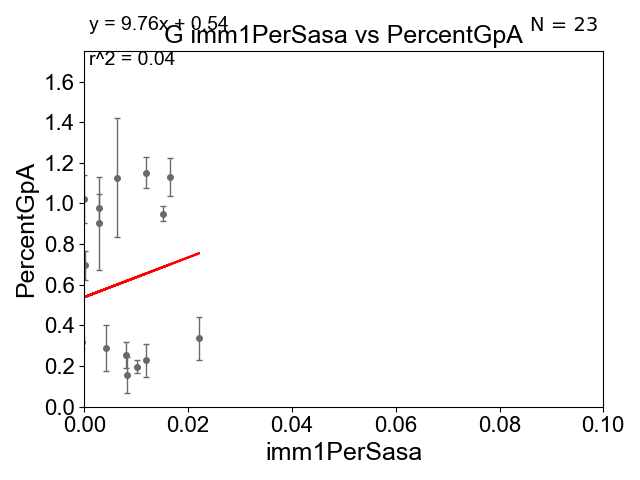 y = 9.76x + 0.54
N = 23
G imm1PerSasa vs PercentGpA
r^2 = 0.04
PercentGpA
1.6
1.4
1.2
1.0
0.8
0.6
0.4
0.2
0.0
0.00 0.02 0.04 0.06 0.08 0.10
imm1PerSasa